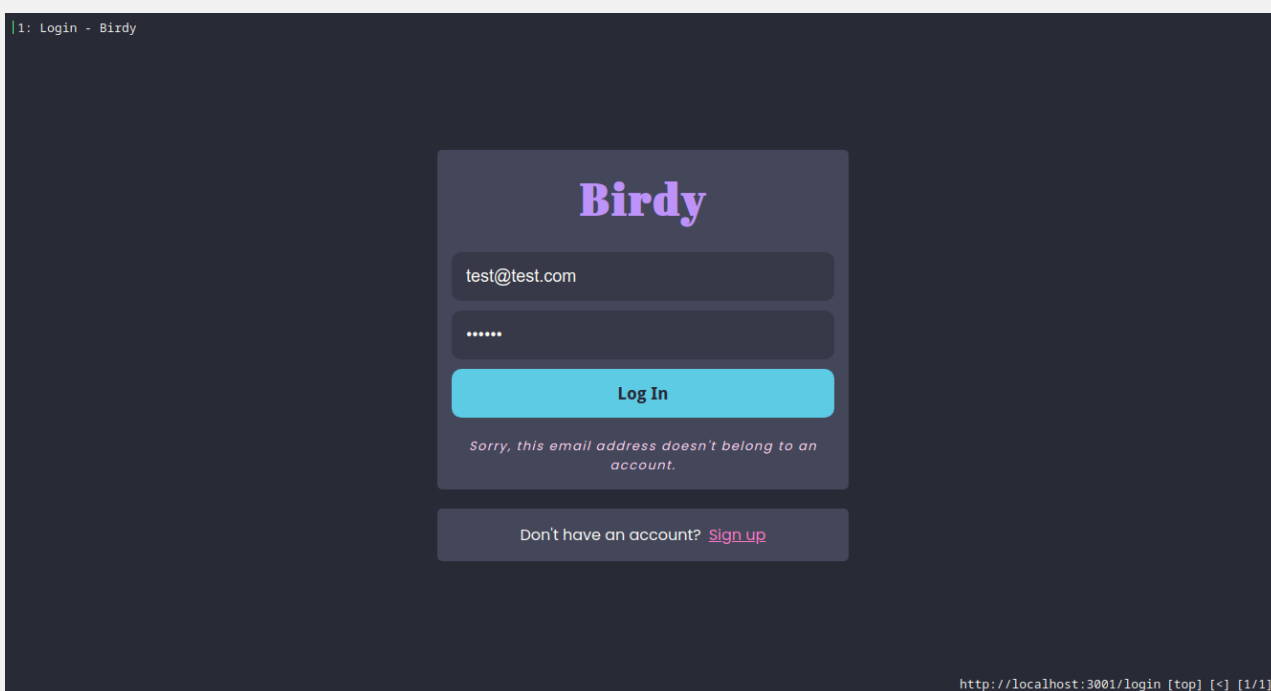 1: Login - Birdy
Birdy
test@test.com
••••••
Log In
Sorry, this email address doesn't belong to an
account.
Don't have an account? Sign up
http://localhost:3001/login [top] [<] [1/1]